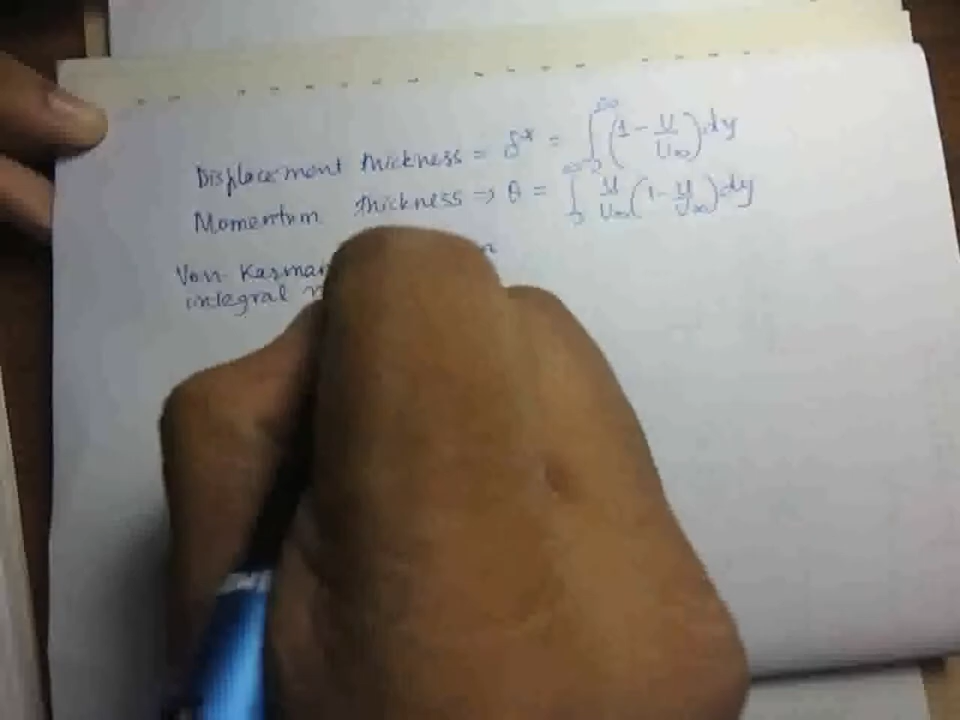 Displacement thickness = δ* = ∫₀^∞ (1 - u/U∞) dy
Momentum thickness => θ = ∫₀^∞ u/U∞ (1 - u/U∞) dy
Von-Karman
integral